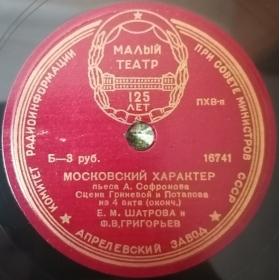 КОМИТЕТ РАДИОИНФОРМАЦИИ ПРИ СОВЕТЕ МИНИСТРОВ СССР
МАЛЫЙ
ТЕАТР
125
ЛЕТ
ПХВ-я
Б—3 руб.
16741
МОСКОВСКИЙ ХАРАКТЕР
пьеса А. Софронова
Сцена Гриневой и Потапова
из 4 акта (оконч.)
Е. М. ШАТРОВА и
Ф.В.ГРИГОРЬЕВ
АПРЕЛЕВСКИЙ ЗАВОД